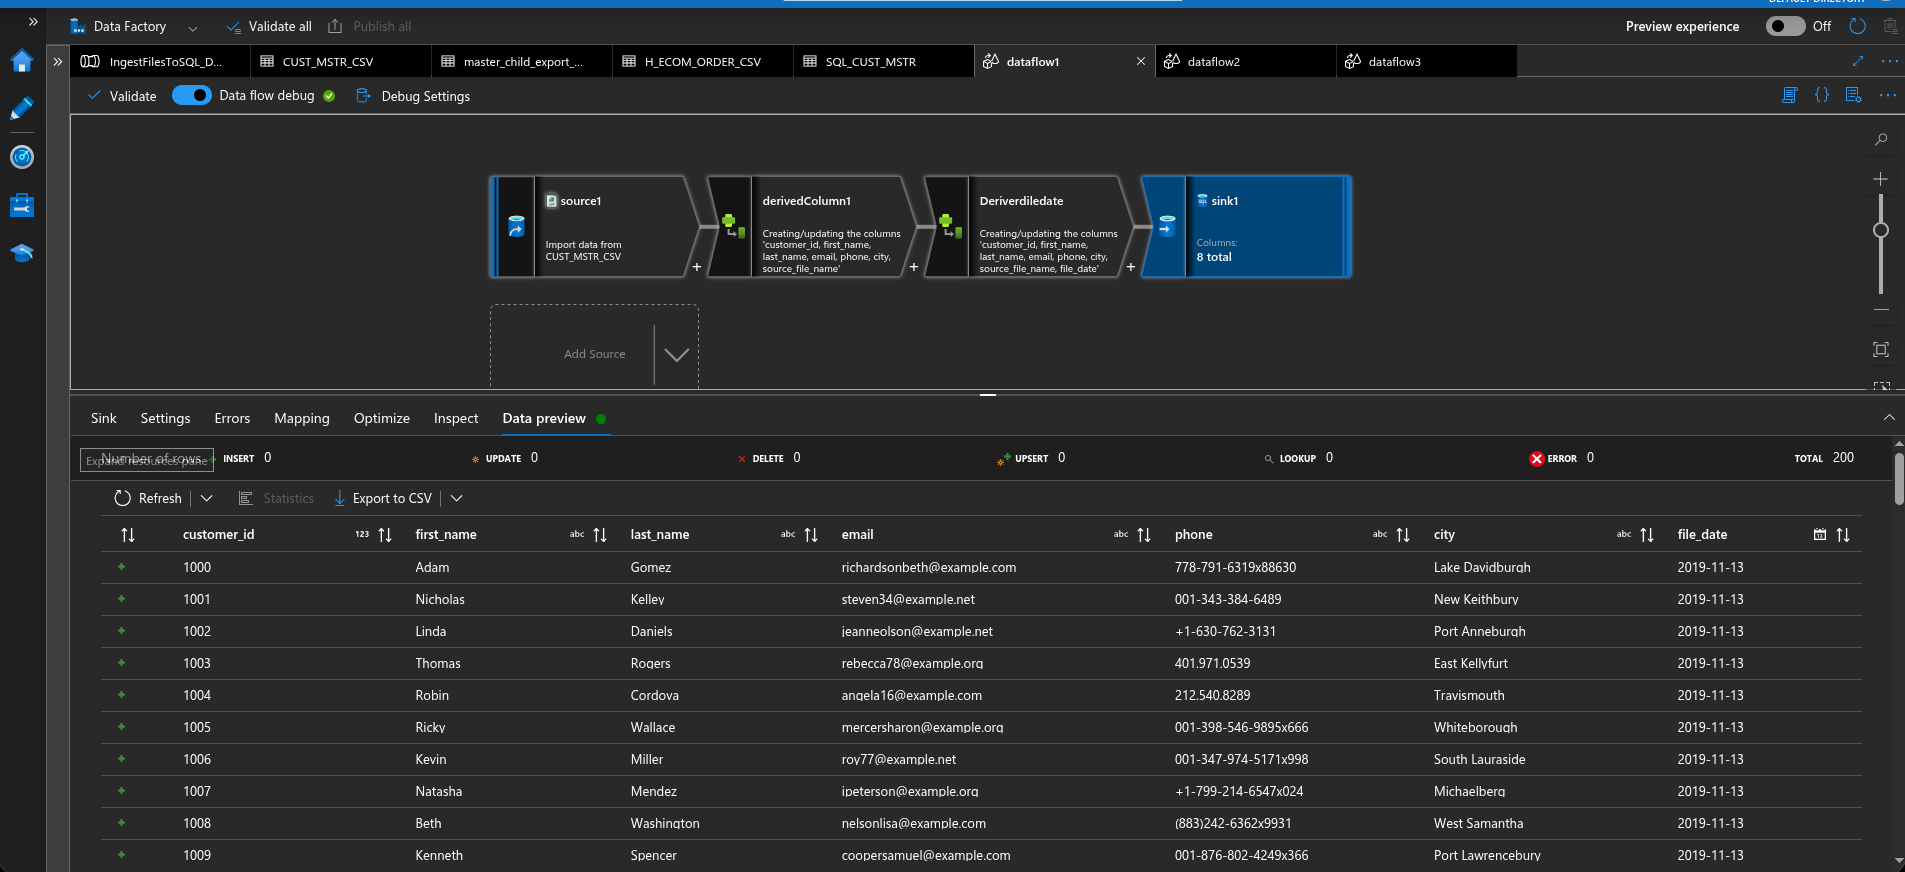 DEFAULT DIRECTORY
Data Factory
Validate all
Publish all
Preview experience
Off
IngestFilesToSQL_D...
CUST_MSTR_CSV
master_child_export_...
H_ECOM_ORDER_CSV
SQL_CUST_MSTR
dataflow1
dataflow2
dataflow3
Validate
Data flow debug
Debug Settings
source1
Import data from
CUST_MSTR_CSV
+
derivedColumn1
Creating/updating the columns
'customer_id, first_name,
last_name, email, phone, city,
source_file_name'
+
Deriverdiledate
Creating/updating the columns
'customer_id, first_name,
last_name, email, phone, city,
source_file_name, file_date'
+
sink1
Columns:
8 total
Add Source
Sink
Settings
Errors
Mapping
Optimize
Inspect
Data preview
Number of rows
Expand resources pane
INSERT 0
UPDATE 0
DELETE 0
UPSERT 0
LOOKUP 0
ERROR 0
TOTAL 200
Refresh
Statistics
Export to CSV
customer_id 123 first_name abc last_name abc email abc phone abc city abc file_date
1000 Adam Gomez richardsonbeth@example.com 778-791-6319x88630 Lake Davidburgh 2019-11-13
1001 Nicholas Kelley steven34@example.net 001-343-384-6489 New Keithbury 2019-11-13
1002 Linda Daniels jeanneolson@example.net +1-630-762-3131 Port Anneburgh 2019-11-13
1003 Thomas Rogers rebecca78@example.org 401.971.0539 East Kellyfurt 2019-11-13
1004 Robin Cordova angela16@example.com 212.540.8289 Travismouth 2019-11-13
1005 Ricky Wallace mercersharon@example.org 001-398-546-9895x666 Whiteborough 2019-11-13
1006 Kevin Miller roy77@example.net 001-347-974-5171x998 South Lauraside 2019-11-13
1007 Natasha Mendez ipeterson@example.org +1-799-214-6547x024 Michaelberg 2019-11-13
1008 Beth Washington nelsonlisa@example.com (883)242-6362x9931 West Samantha 2019-11-13
1009 Kenneth Spencer coopersamuel@example.com 001-876-802-4249x366 Port Lawrencebury 2019-11-13